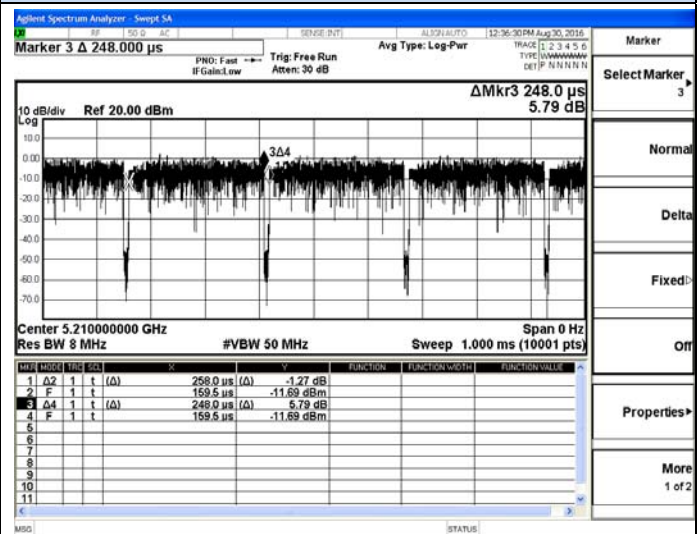 Agilent Spectrum Analyzer - Swept SA
RF 50 Ω AC SENSE:INT ALIGN AUTO 12:36:30 PM Aug 30, 2016
Marker 3 Δ 248.000 µs
PNO: Fast
IFGain:Low
Trig: Free Run
Atten: 30 dB
Avg Type: Log-Pwr
TRACE 1 2 3 4 5 6
TYPE
DET P N N N N N
ΔMkr3 248.0 µs
5.79 dB
10 dB/div Ref 20.00 dBm
Log
10.0
0.00
-10.0
-20.0
-30.0
-40.0
-50.0
-60.0
-70.0
3Δ4
Center 5.210000000 GHz Span 0 Hz
Res BW 8 MHz #VBW 50 MHz Sweep 1.000 ms (10001 pts)
MKR MODE TRC SCL X Y FUNCTION FUNCTION WIDTH FUNCTION VALUE
1 Δ2 1 t (Δ) 258.0 µs (Δ) -1.27 dB
2 F 1 t 159.5 µs -11.69 dBm
3 Δ4 1 t (Δ) 248.0 µs (Δ) 5.79 dB
4 F 1 t 159.5 µs -11.69 dBm
5
6
7
8
9
10
11
MSG STATUS
Marker
Select Marker
3
Normal
Delta
Fixed
Off
Properties
More
1 of 2